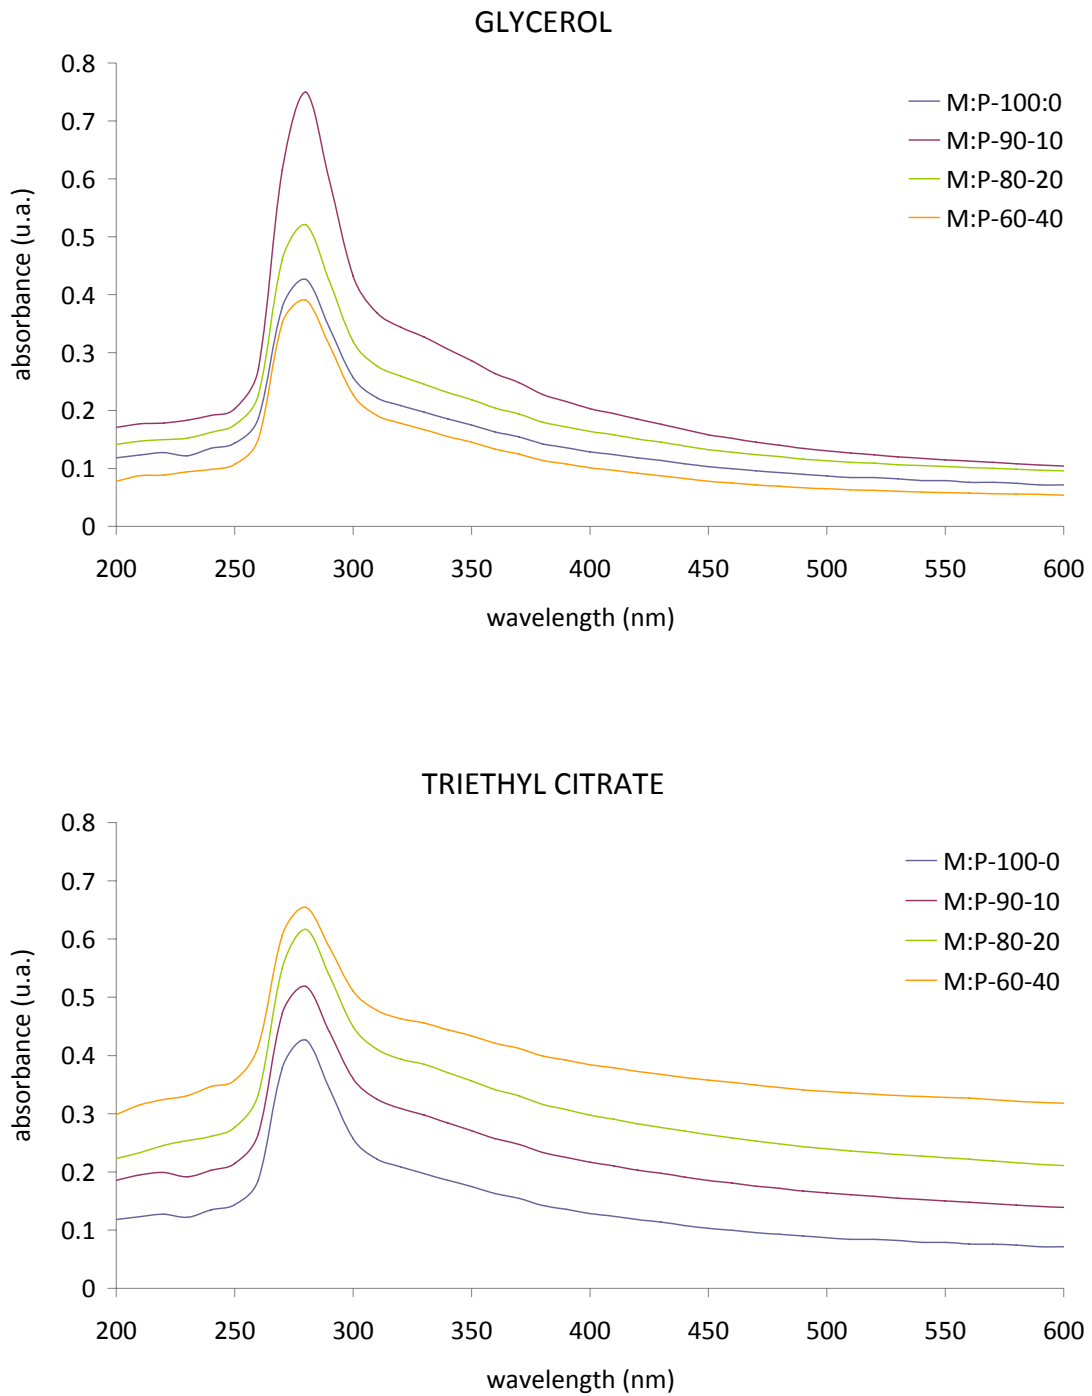 GLYCEROL
0.8
0.7
0.6
0.5
0.4
0.3
0.2
0.1
0
absorbance (u.a.)
M:P-100:0
M:P-90-10
M:P-80-20
M:P-60-40
200 250 300 350 400 450 500 550 600
wavelength (nm)
TRIETHYL CITRATE
0.8
0.7
0.6
0.5
0.4
0.3
0.2
0.1
0
absorbance (u.a.)
M:P-100-0
M:P-90-10
M:P-80-20
M:P-60-40
200 250 300 350 400 450 500 550 600
wavelength (nm)